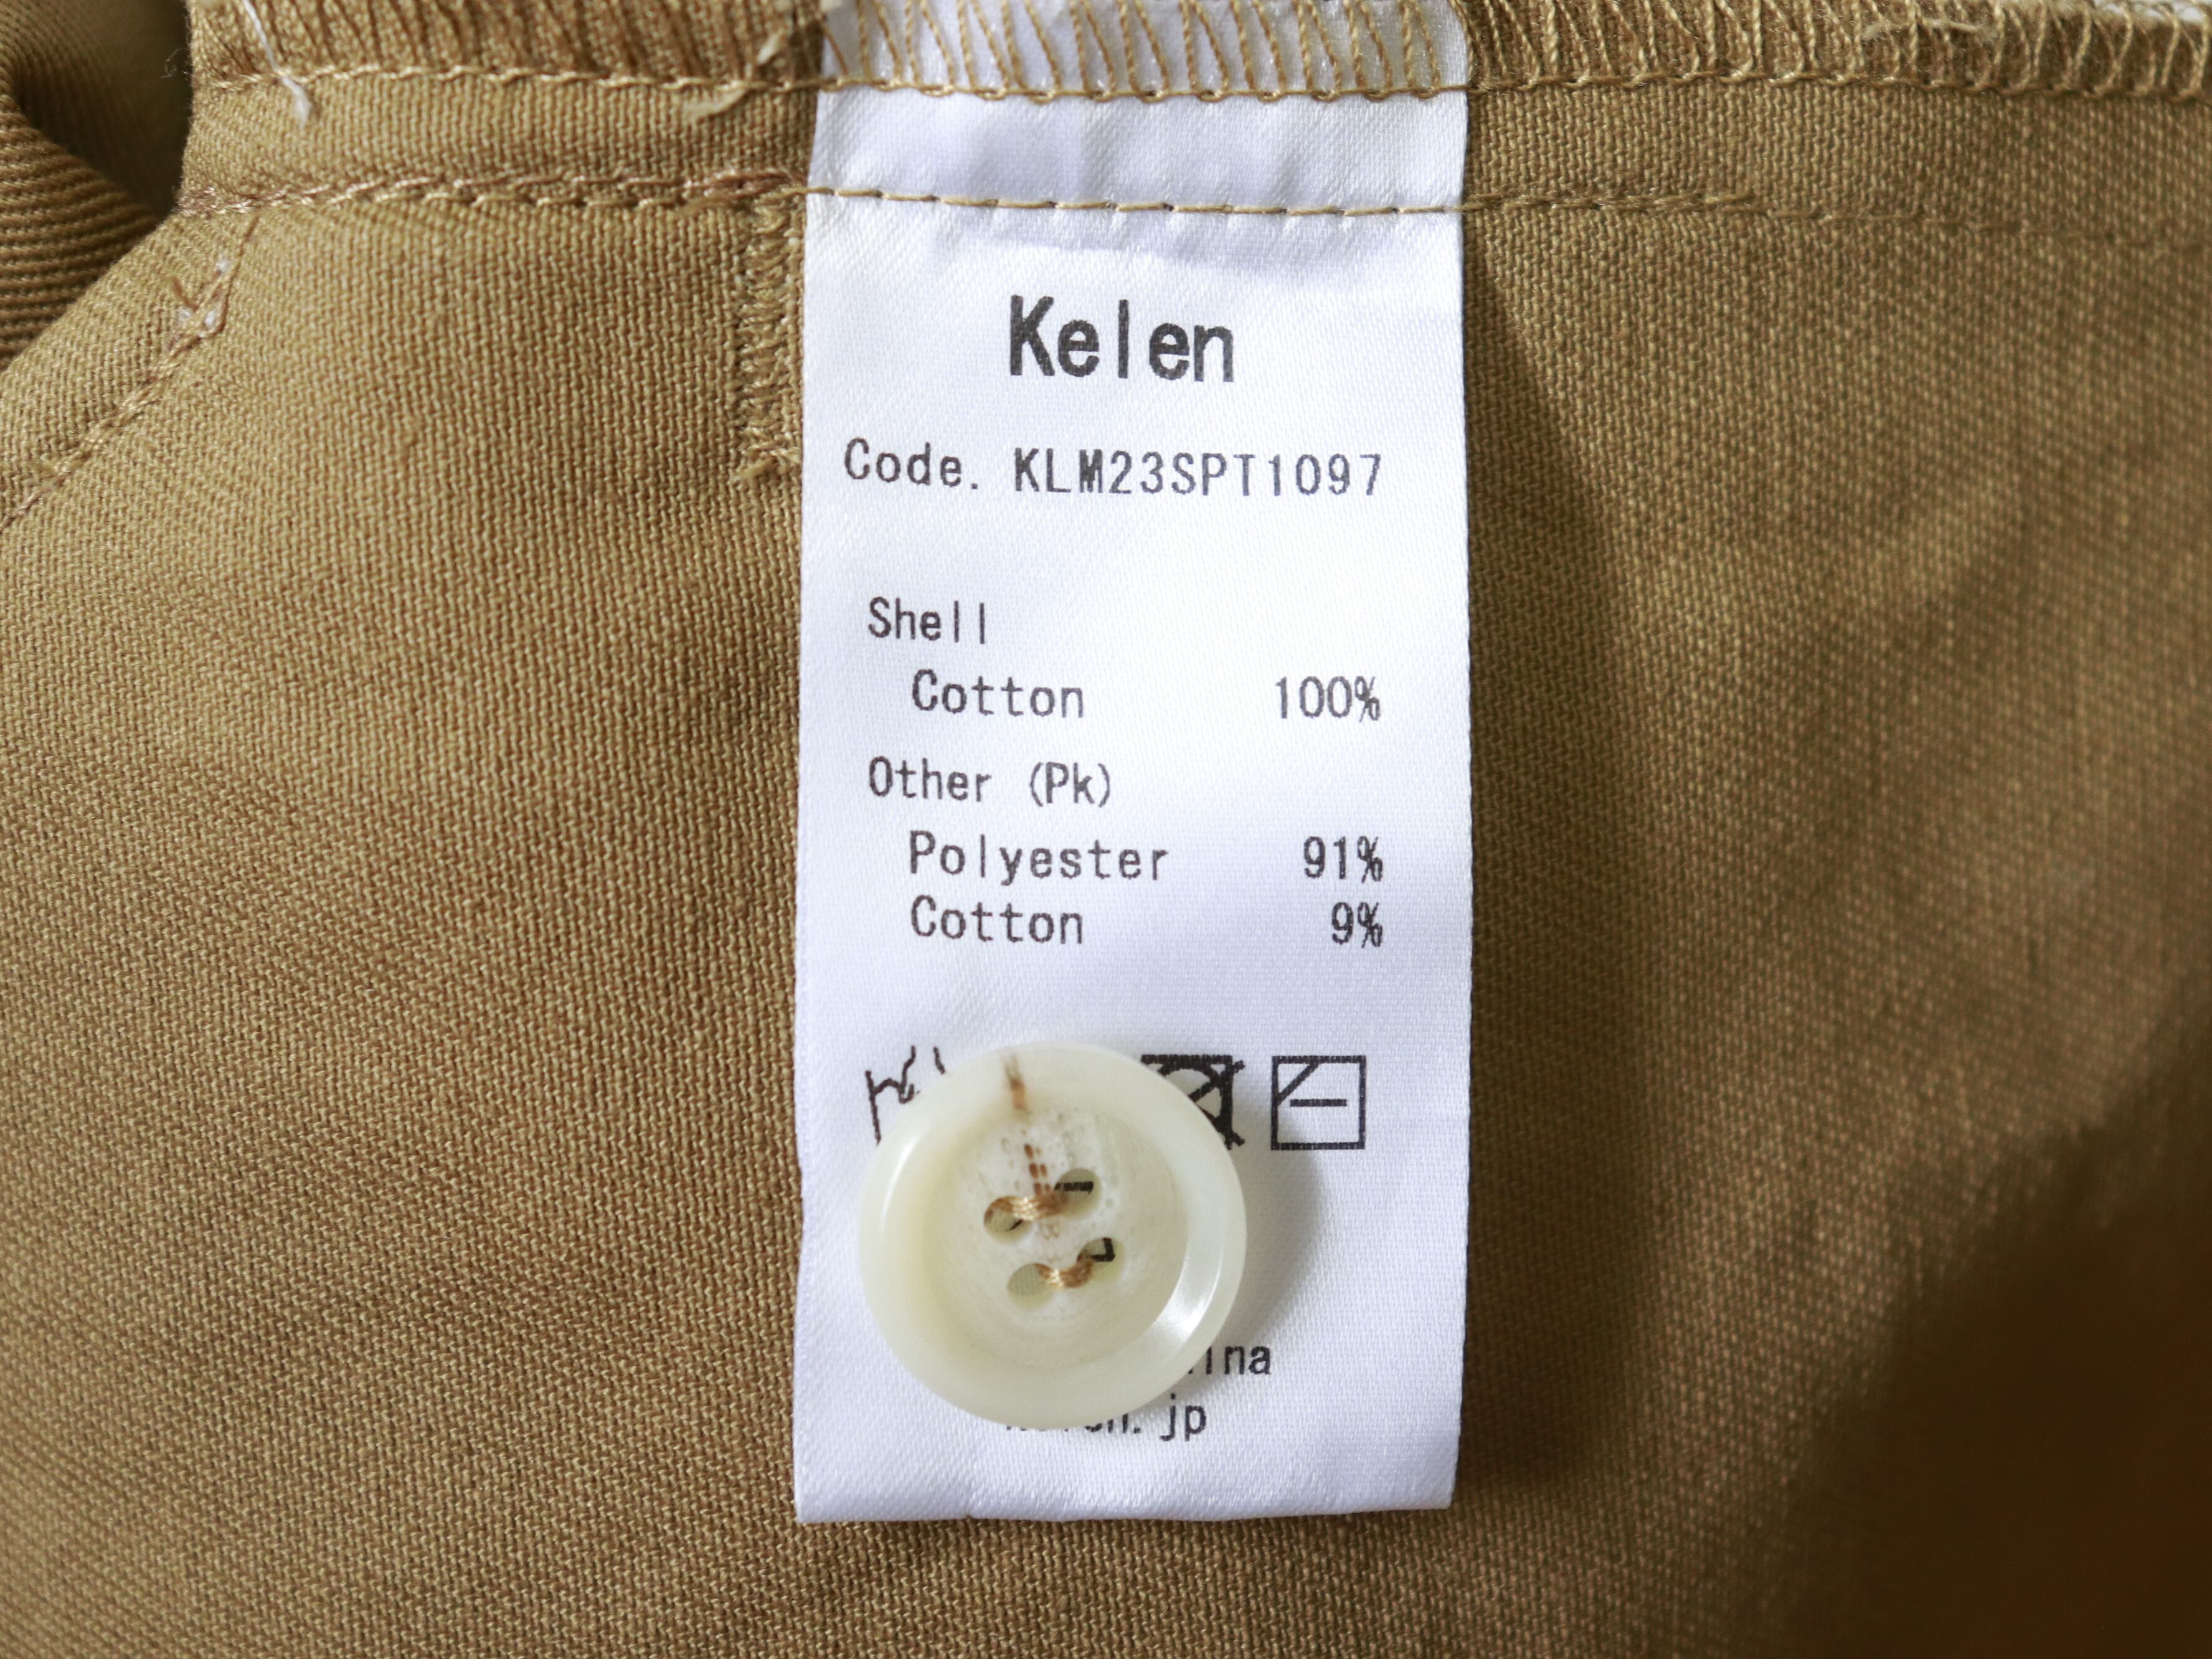 Kelen
Code. KLM23SPT1097
Shell
Cotton 100%
Other (Pk)
Polyester 91%
Cotton 9%